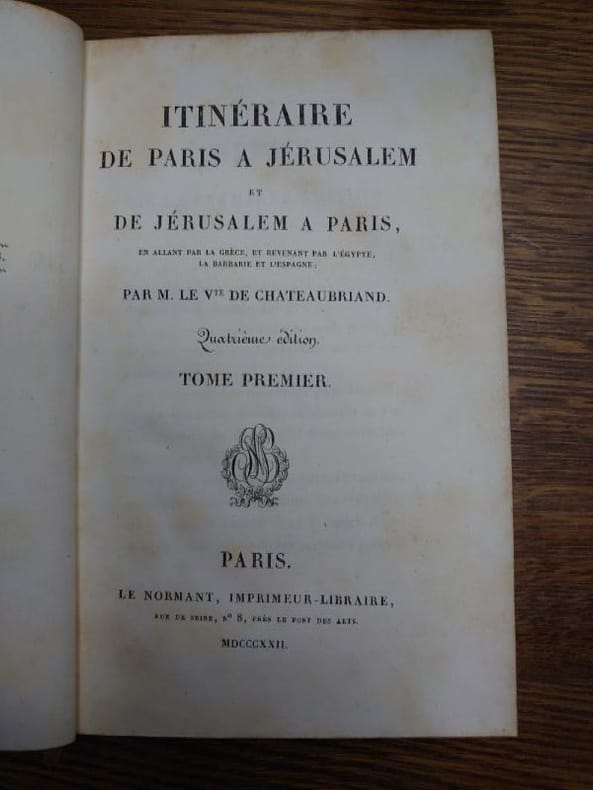 ITINÉRAIRE
DE PARIS A JÉRUSALEM
ET
DE JÉRUSALEM A PARIS,
EN ALLANT PAR LA GRÈCE, ET REVENANT PAR L'ÉGYPTE,
LA BARBARIE ET L'ESPAGNE;
PAR M. LE VTE DE CHATEAUBRIAND.
Quatrième édition.
TOME PREMIER.
PARIS.
LE NORMANT, IMPRIMEUR-LIBRAIRE,
RUE DE SEINE, No 8, PRÈS LE PONT DES ARTS.
MDCCCXXII.